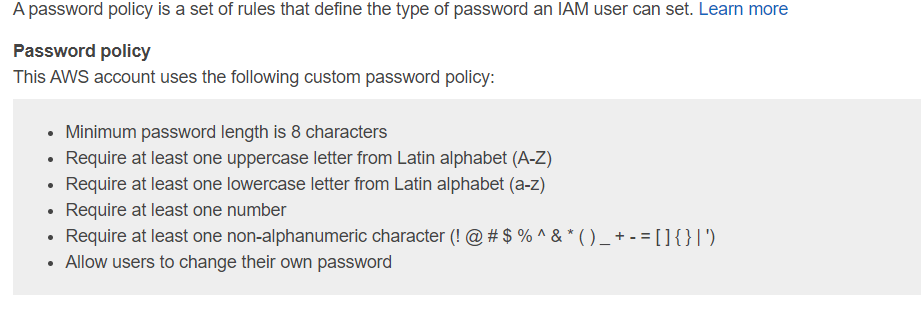 A password policy is a set of rules that define the type of password an IAM user can set. Learn more
Password policy
This AWS account uses the following custom password policy:
• Minimum password length is 8 characters
• Require at least one uppercase letter from Latin alphabet (A-Z)
• Require at least one lowercase letter from Latin alphabet (a-z)
• Require at least one number
• Require at least one non-alphanumeric character (! @ # $ % ^ & * ( ) _ + - = [ ] { } | ')
• Allow users to change their own password